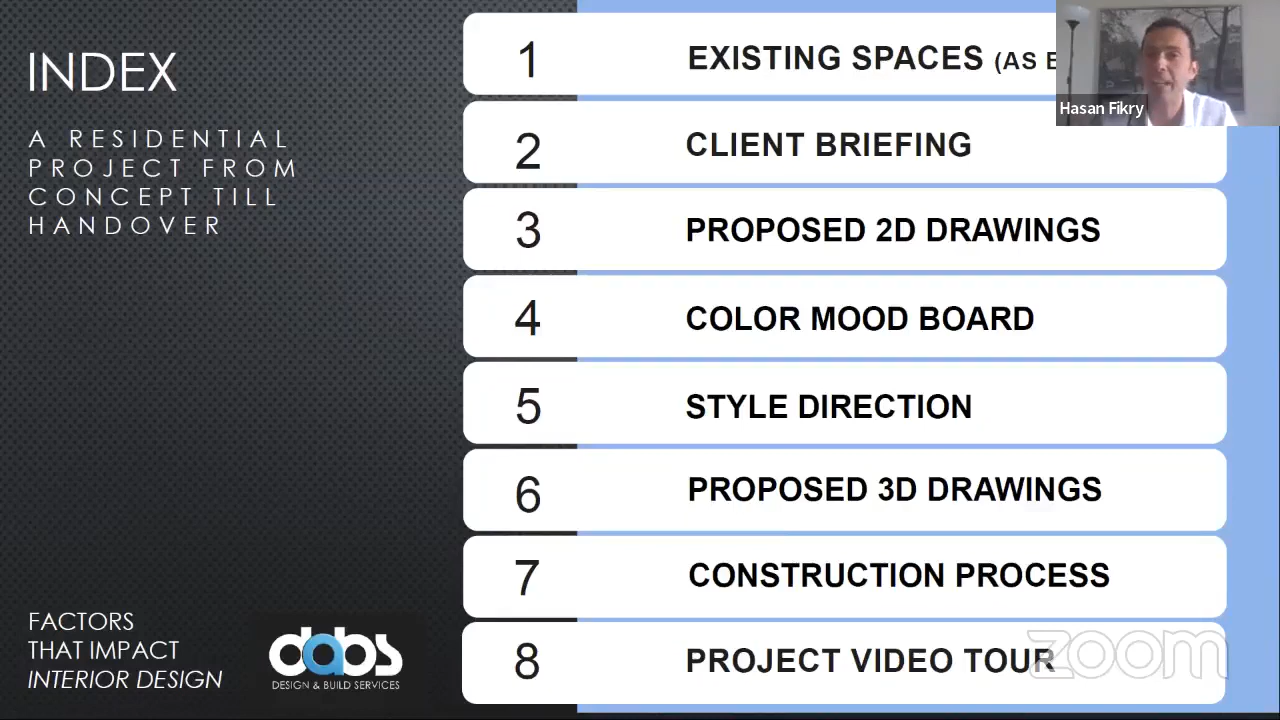 INDEX
A RESIDENTIAL
PROJECT FROM
CONCEPT TILL
HANDOVER
1 EXISTING SPACES (AS
Hasan Fikry
2 CLIENT BRIEFING
3 PROPOSED 2D DRAWINGS
4 COLOR MOOD BOARD
5 STYLE DIRECTION
6 PROPOSED 3D DRAWINGS
7 CONSTRUCTION PROCESS
8 PROJECT VIDEO TOUR
FACTORS
THAT IMPACT
INTERIOR DESIGN
dabs
DESIGN & BUILD SERVICES
zoom